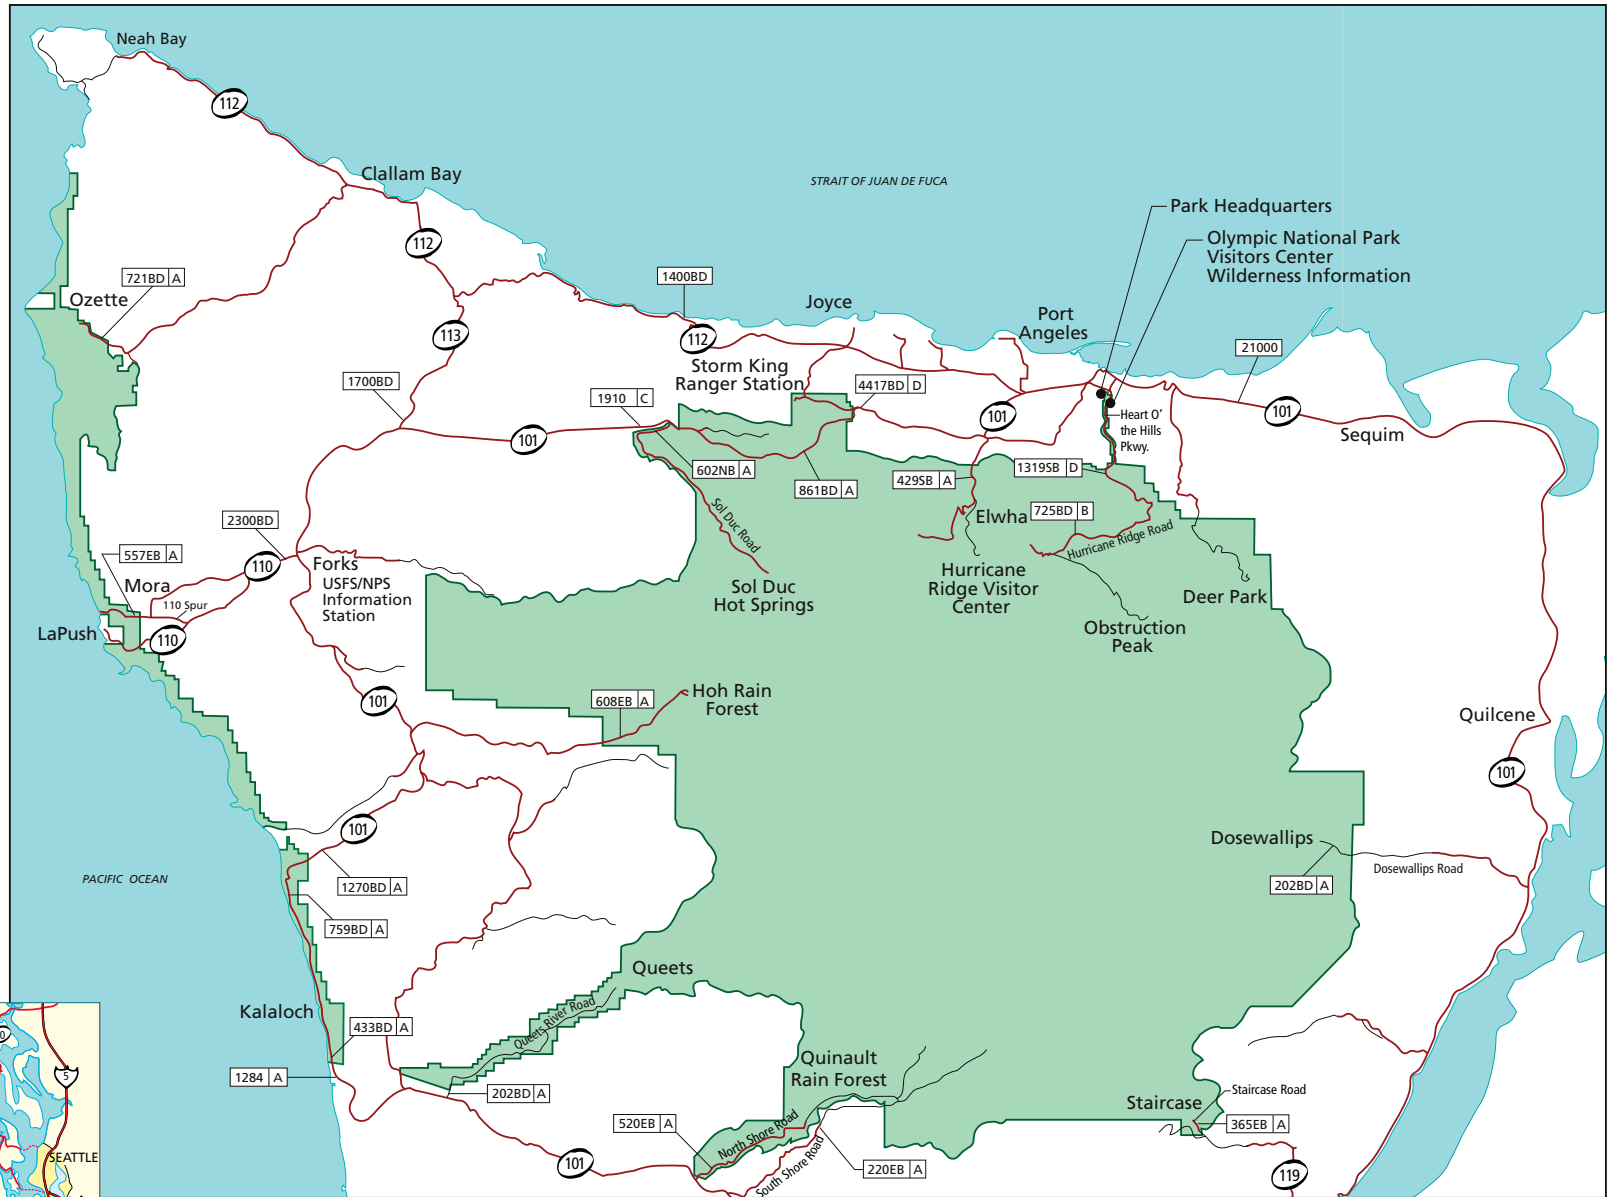 Neah Bay
112
Clallam Bay
STRAIT OF JUAN DE FUCA
Park Headquarters
Olympic National Park
Visitors Center
Wilderness Information
112
721BD A
Ozette
1400BD
Joyce
Port
Angeles
113
112
21000
Storm King
Ranger Station
1700BD
4417BD D
1910 C
101
101
101
Heart O'
the Hills
Pkwy.
Sequim
602NB A
861BD A
429SB A
1319SB D
Sol Duc Road
Elwha
725BD B
Hurricane Ridge Road
2300BD
557EB A
110
Forks
USFS/NPS
Information
Station
Mora
110 Spur
Sol Duc
Hot Springs
Hurricane
Ridge Visitor
Center
Deer Park
LaPush
110
Obstruction
Peak
101
608EB A
Hoh Rain
Forest
Quilcene
101
101
Dosewallips
Dosewallips Road
PACIFIC OCEAN
1270BD A
202BD A
759BD A
Queets
Kalaloch
Queets River Road
433BD A
Quinault
Rain Forest
1284 A
202BD A
Staircase Road
Staircase
365EB A
520EB A
North Shore Road
South Shore Road
220EB A
101
119
5
SEATTLE